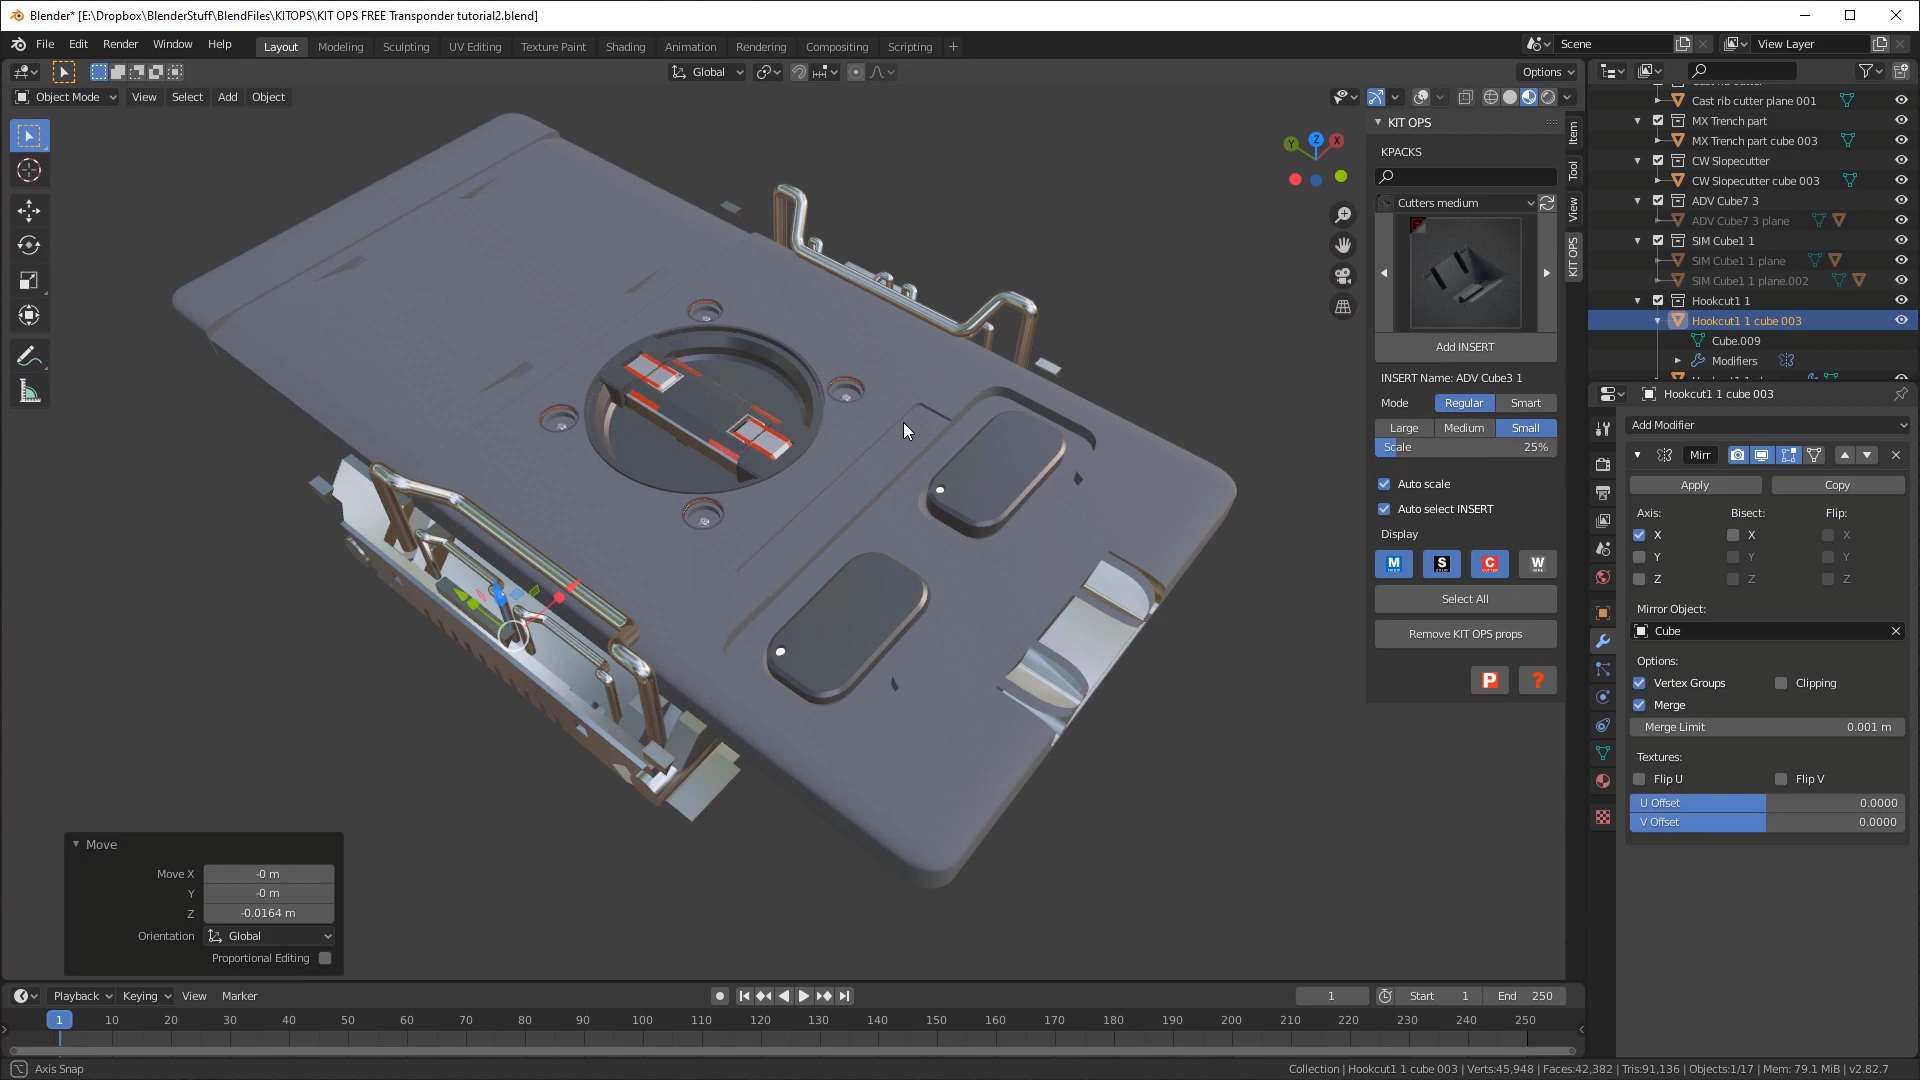 Blender* [E:\Dropbox\BlenderStuff\BlendFiles\KITOPS\KIT OPS FREE Transponder tutorial2.blend]
File Edit Render Window Help Layout Modeling Sculpting UV Editing Texture Paint Shading Animation Rendering Compositing Scripting + Scene View Layer
Global Options
Object Mode View Select Add Object
KIT OPS
KPACKS
Cutters medium
Add INSERT
INSERT Name: ADV Cube3 1
Mode Regular Smart
Large Medium Small
Scale 25%
Auto scale
Auto select INSERT
Display
M S C W
Select All
Remove KIT OPS props
P ?
Item
Tool
View
KIT OPS
Y Z X
Cast rib cutter plane 001
MX Trench part
MX Trench part cube 003
CW Slopecutter
CW Slopecutter cube 003
ADV Cube7 3
ADV Cube7 3 plane
SIM Cube1 1
SIM Cube1 1 plane
SIM Cube1 1 plane.002
Hookcut1 1
Hookcut1 1 cube 003
Cube.009
Modifiers
Hookcut1 1 cube 003
Add Modifier
Mirr
Apply Copy
Axis: Bisect: Flip:
X X X
Y Y Y
Z Z Z
Mirror Object:
Cube
Options:
Vertex Groups Clipping
Merge
Merge Limit 0.001 m
Textures:
Flip U Flip V
U Offset 0.0000
V Offset 0.0000
Move
Move X -0 m
Y -0 m
Z -0.0164 m
Orientation Global
Proportional Editing
Playback Keying View Marker 1 Start 1 End 250
1 10 20 30 40 50 60 70 80 90 100 110 120 130 140 150 160 170 180 190 200 210 220 230 240 250
Axis Snap Collection | Hookcut1 1 cube 003 | Verts:45,948 | Faces:42,382 | Tris:91,136 | Objects:1/17 | Mem: 79.1 MiB | v2.82.7